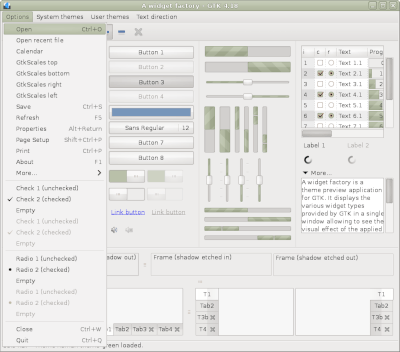 A widget factory - GTK 4.18
Options System themes User themes Text direction
Open Ctrl+O
Open recent file
Calendar
GtkScales top
GtkScales bottom
GtkScales right
GtkScales left
Save Ctrl+S
Refresh F5
Properties Alt+Return
Page Setup Shift+Ctrl+P
Print Ctrl+P
About F1
More...
Check 1 (unchecked)
Check 2 (checked)
Empty
Check 1 (unchecked)
Check 2 (checked)
Empty
Radio 1 (unchecked)
Radio 2 (checked)
Empty
Radio 1 (unchecked)
Radio 2 (checked)
Empty
Close Ctrl+W
Quit Ctrl+Q
Button 1
Button 2
Button 3
Button 4
Sans Regular 12
Button 7
Button 8
Link button Link button
Text Prog
1 Text 1.1
Text 2.1 1
3 Text 3.1 2
4 Text 4.1
5 Text 5.1
6 Text 6.1
Label 1 Label 2
More...
A widget factory is a
theme preview application
for GTK. It displays the
various widget types
provided by GTK in a single
window allowing to see the
visual effect of the applied
Frame (shadow etched in)
Frame (shadow etched out)
Tab2 Tab3 Tab4
T1 T1
Tab2 Tab2
T3b T3b
T4 T4
loaded.